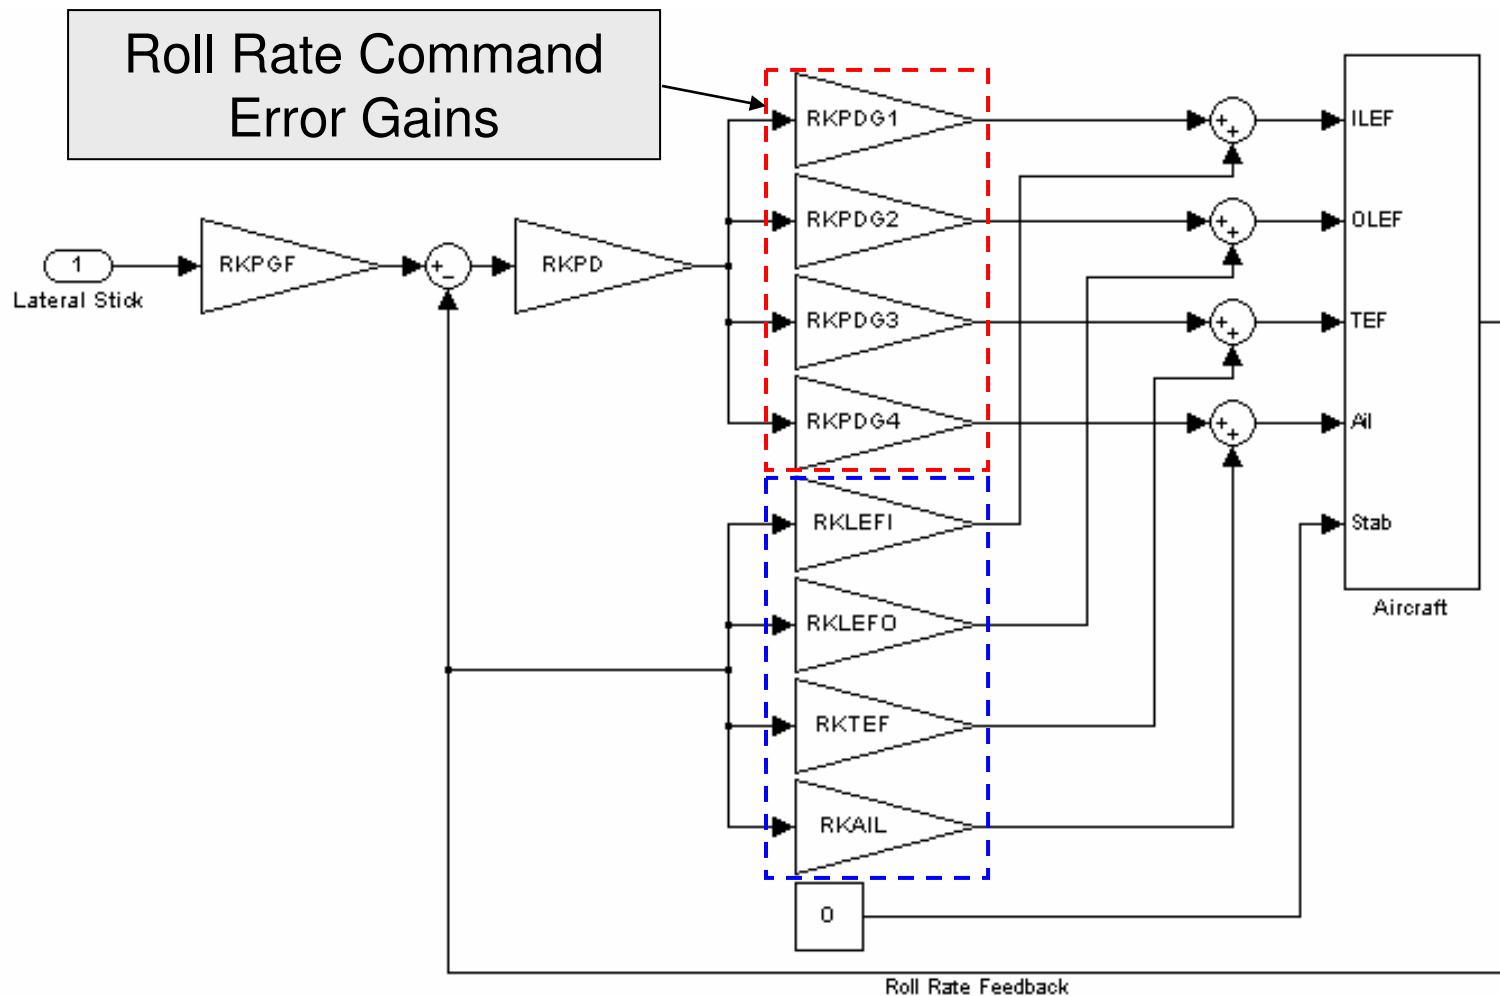 Roll Rate Command
Error Gains
RKPDG1
ILEF
RKPDG2
OLEF
1
RKPGF
RKPD
Lateral Stick
RKPDG3
TEF
RKPDG4
Ail
RKLEFI
Stab
Aircraft
RKLEFO
RKTEF
RKAIL
0
Roll Rate Feedback